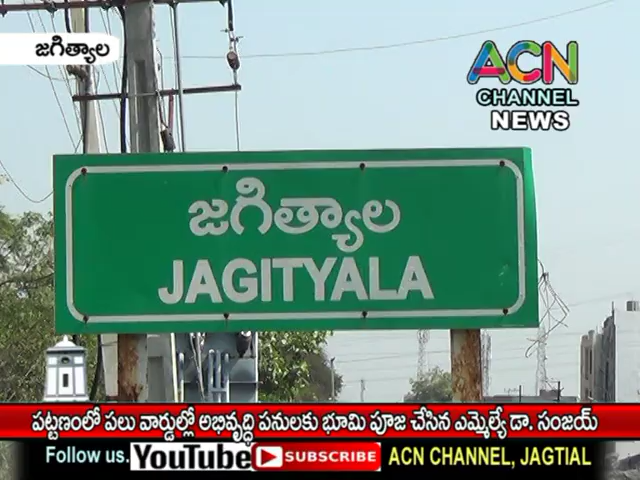 జగిత్యాల
ACN
CHANNEL
NEWS
జగిత్యాల
JAGITYALA
పట్టణంలో పలు వార్డుల్లో అభివృద్ధి పనులకు భూమి పూజ చేసిన ఎమ్మెల్యే డా. సంజయ్
Follow us. YouTube SUBSCRIBE ACN CHANNEL, JAGTIAL